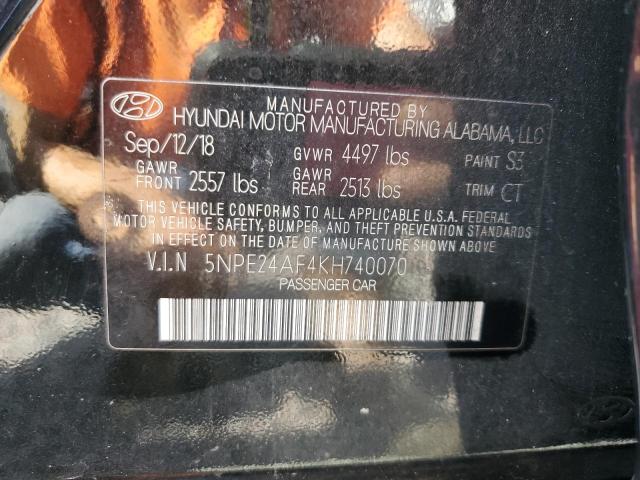 MANUFACTURED BY
HYUNDAI MOTOR MANUFACTURING ALABAMA, LLC
Sep/12/18 GVWR 4497 lbs PAINT S3
GAWR FRONT 2557 lbs GAWR REAR 2513 lbs TRIM CT
THIS VEHICLE CONFORMS TO ALL APPLICABLE U.S.A. FEDERAL
MOTOR VEHICLE SAFETY, BUMPER, AND THEFT PREVENTION STANDARDS
IN EFFECT ON THE DATE OF MANUFACTURE SHOWN ABOVE.
V.I.N 5NPE24AF4KH740070
PASSENGER CAR